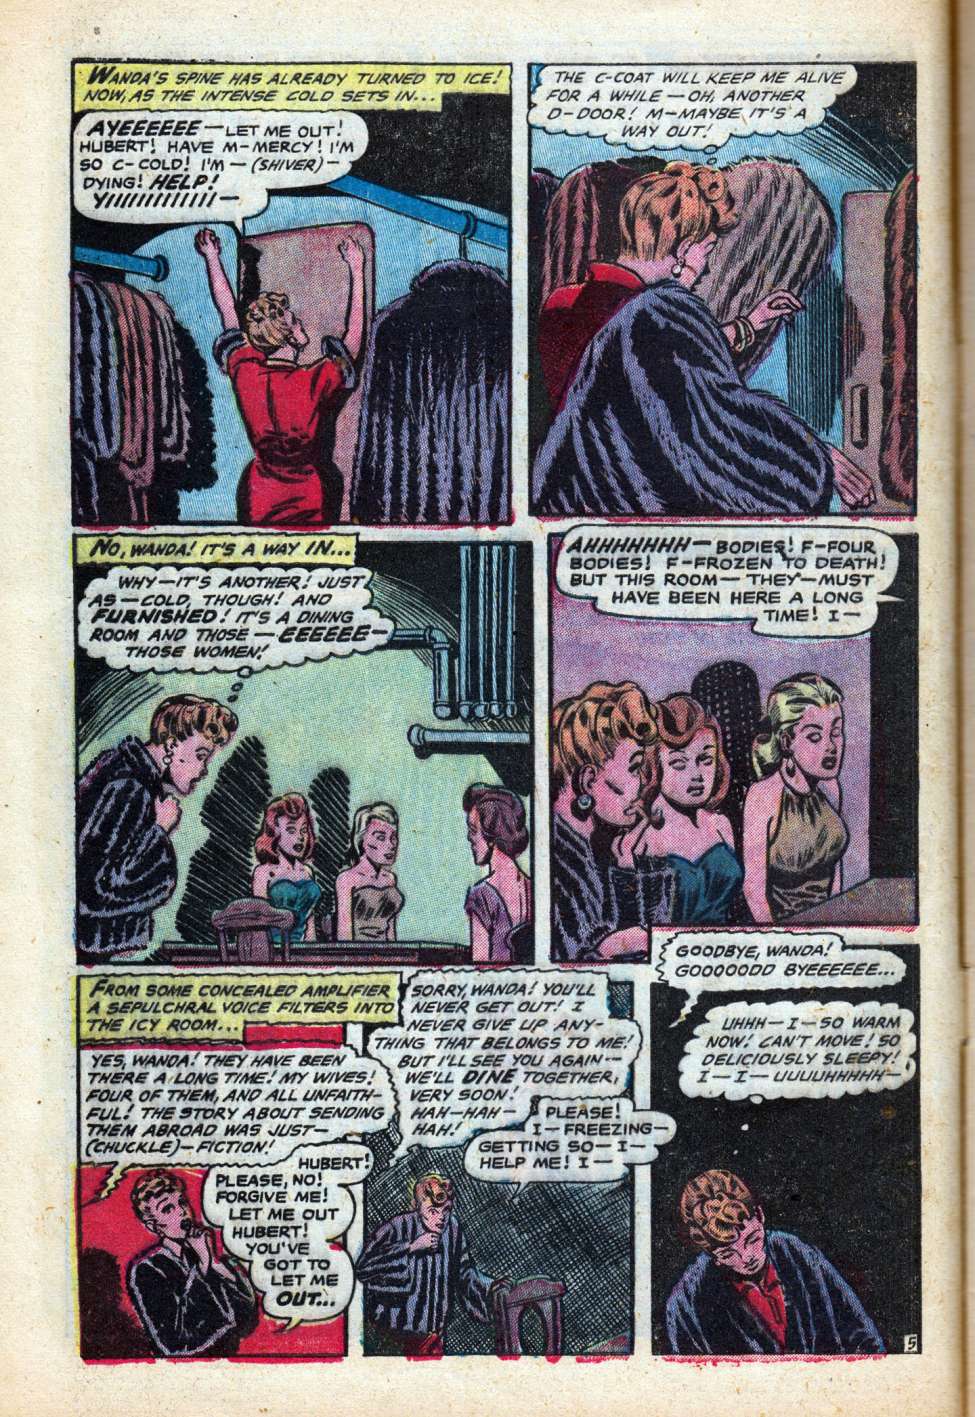 WANDA'S SPINE HAS ALREADY TURNED TO ICE!
NOW, AS THE INTENSE COLD SETS IN...
AYEEEEEE—LET ME OUT!
HUBERT! HAVE M-MERCY! I'M
SO C-COLD! I'M—(SHIVER)—
DYING! HELP!
YIIIIIIIIIIIII—
THE C-COAT WILL KEEP ME ALIVE
FOR A WHILE—OH, ANOTHER
D-DOOR! M-MAYBE IT'S A
WAY OUT!
NO, WANDA! IT'S A WAY IN...
WHY—IT'S ANOTHER! JUST
AS—COLD, THOUGH! AND
FURNISHED! IT'S A DINING
ROOM AND THOSE—EEEEEE—
THOSE WOMEN!
AHHHHHHH—BODIES! F-FOUR
BODIES! F-FROZEN TO DEATH!
BUT THIS ROOM—THEY—MUST
HAVE BEEN HERE A LONG
TIME! I—
FROM SOME CONCEALED AMPLIFIER
A SEPULCHRAL VOICE FILTERS INTO
THE ICY ROOM...
YES, WANDA! THEY HAVE BEEN
THERE A LONG TIME! MY WIVES!
FOUR OF THEM, AND ALL UNFAITH-
FUL! THE STORY ABOUT SENDING
THEM ABROAD WAS JUST—
(CHUCKLE)—FICTION!
HUBERT!
PLEASE, NO!
FORGIVE ME!
LET ME OUT
HUBERT!
YOU'VE
GOT TO
LET ME
OUT...
SORRY, WANDA! YOU'LL
NEVER GET OUT! I
NEVER GIVE UP ANY-
THING THAT BELONGS TO ME!
BUT I'LL SEE YOU AGAIN--
WE'LL DINE TOGETHER,
VERY SOON!
HAH—HAH—
HAH!
PLEASE!
I—FREEZING—
GETTING SO—I—
HELP ME! I—
GOODBYE, WANDA!
GOOOOODD BYEEEEEE...
UHHH—I—SO WARM
NOW! CAN'T MOVE! SO
DELICIOUSLY SLEEPY!
I—I—UUUUHHHHH—
5